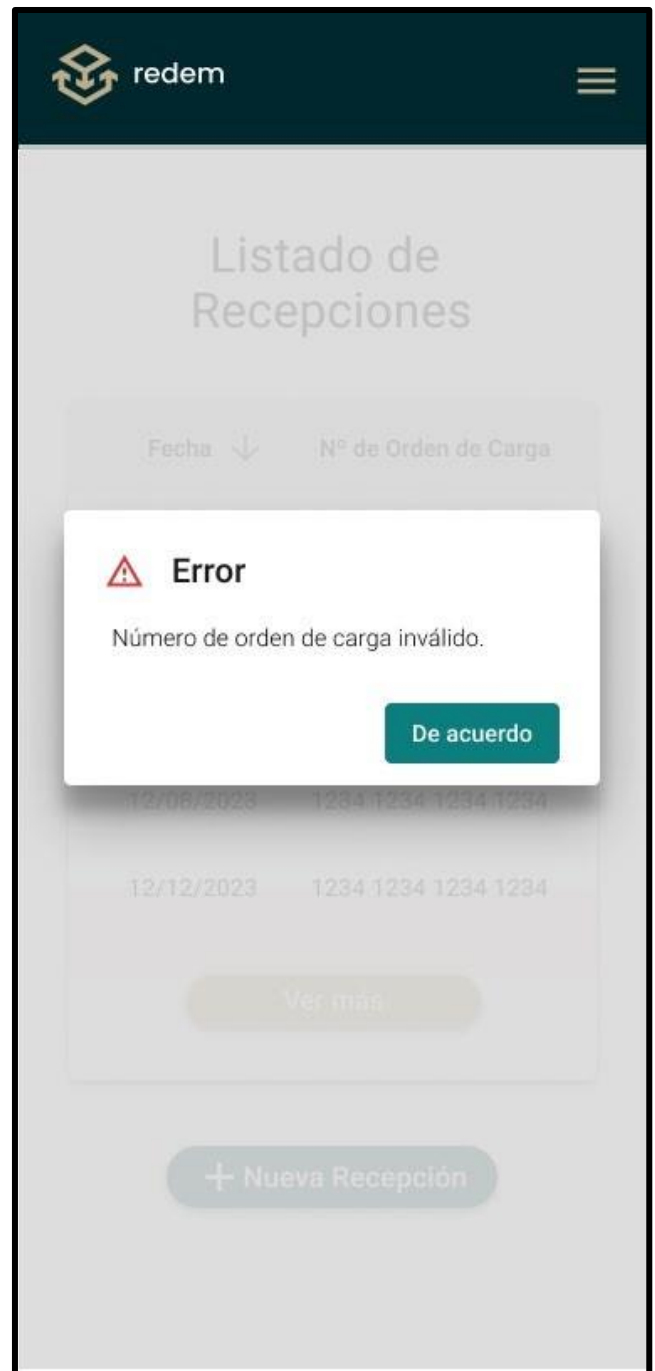 redem
Listado de
Recepciones
Fecha Nº de Orden de Carga
Error
Número de orden de carga inválido.
De acuerdo
12/08/2023 1234 1234 1234 1234
12/12/2023 1234 1234 1234 1234
Ver más
+ Nueva Recepción